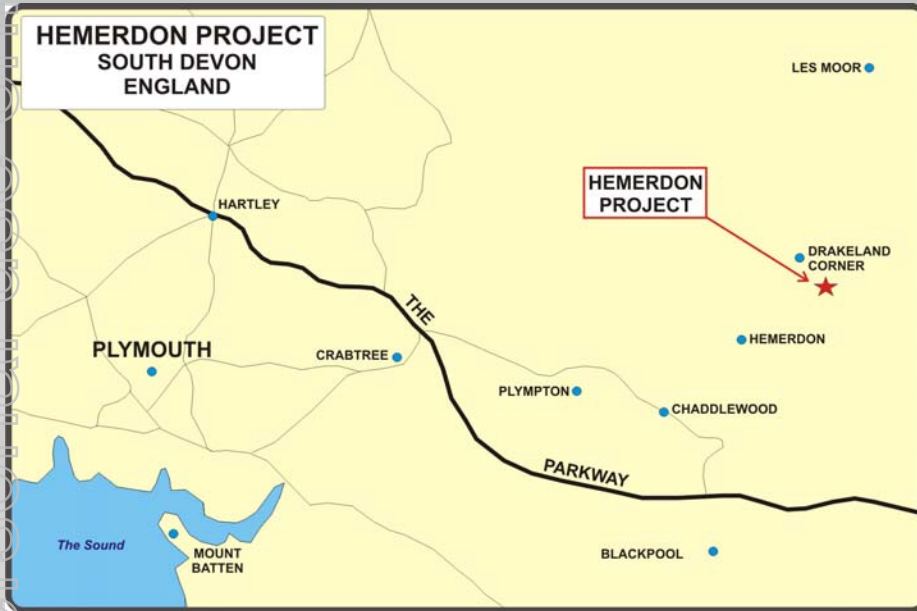 HEMERDON PROJECT
SOUTH DEVON
ENGLAND
LES MOOR
HARTLEY
HEMERDON
PROJECT
DRAKELAND
CORNER
THE
HEMERDON
PLYMOUTH
CRABTREE
PLYMPTON
CHADDLEWOOD
PARKWAY
The Sound
MOUNT
BATTEN
BLACKPOOL